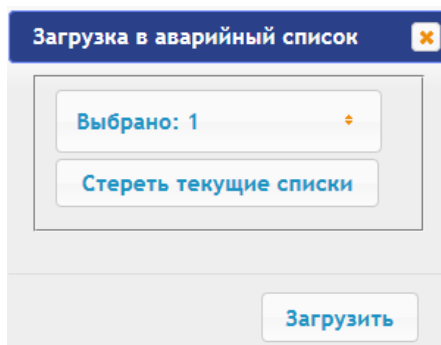 Загрузка в аварийный список
Выбрано: 1
Стереть текущие списки
Загрузить